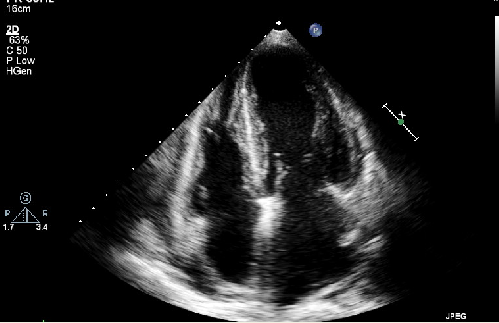 16cm
2D
63%
C 50
P Low
HGen
P
G
P R
1.7 3.4
JPEG